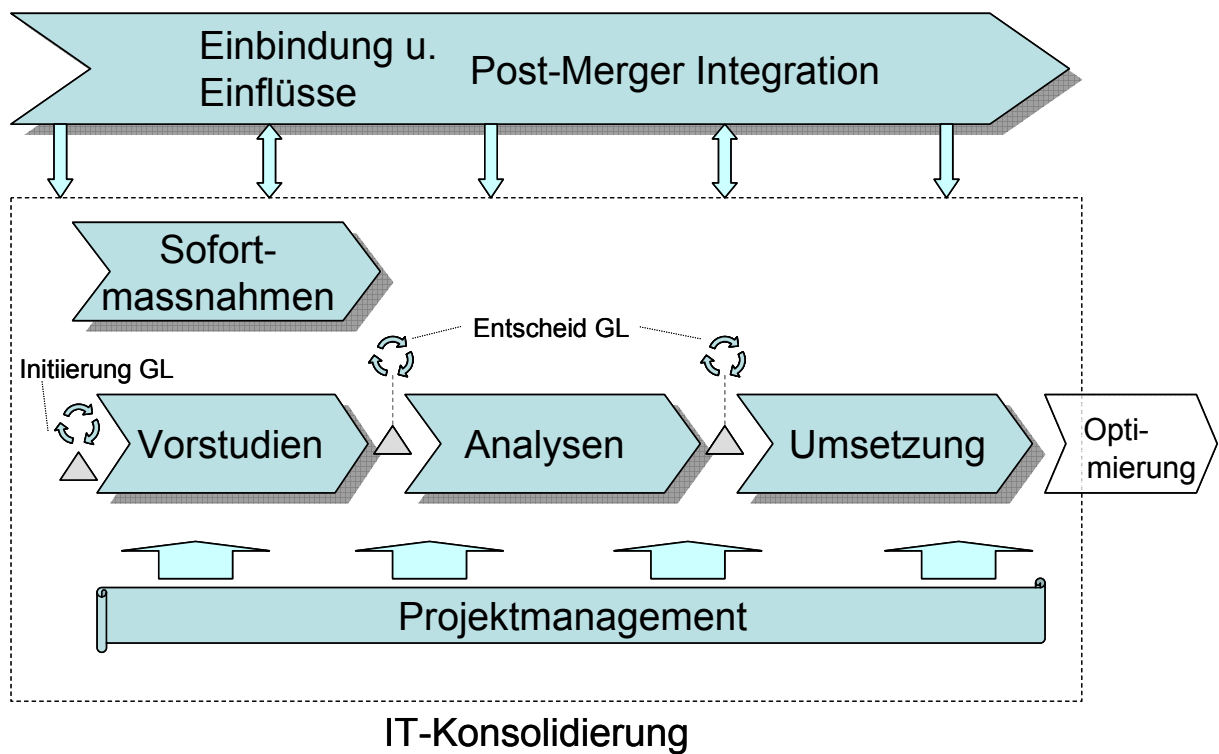 Einbindung u.
Einflüsse
Post-Merger Integration
Sofort-
massnahmen
Entscheid GL
Initiierung GL
Vorstudien
Analysen
Umsetzung
Opti-
mierung
Projektmanagement
IT-Konsolidierung